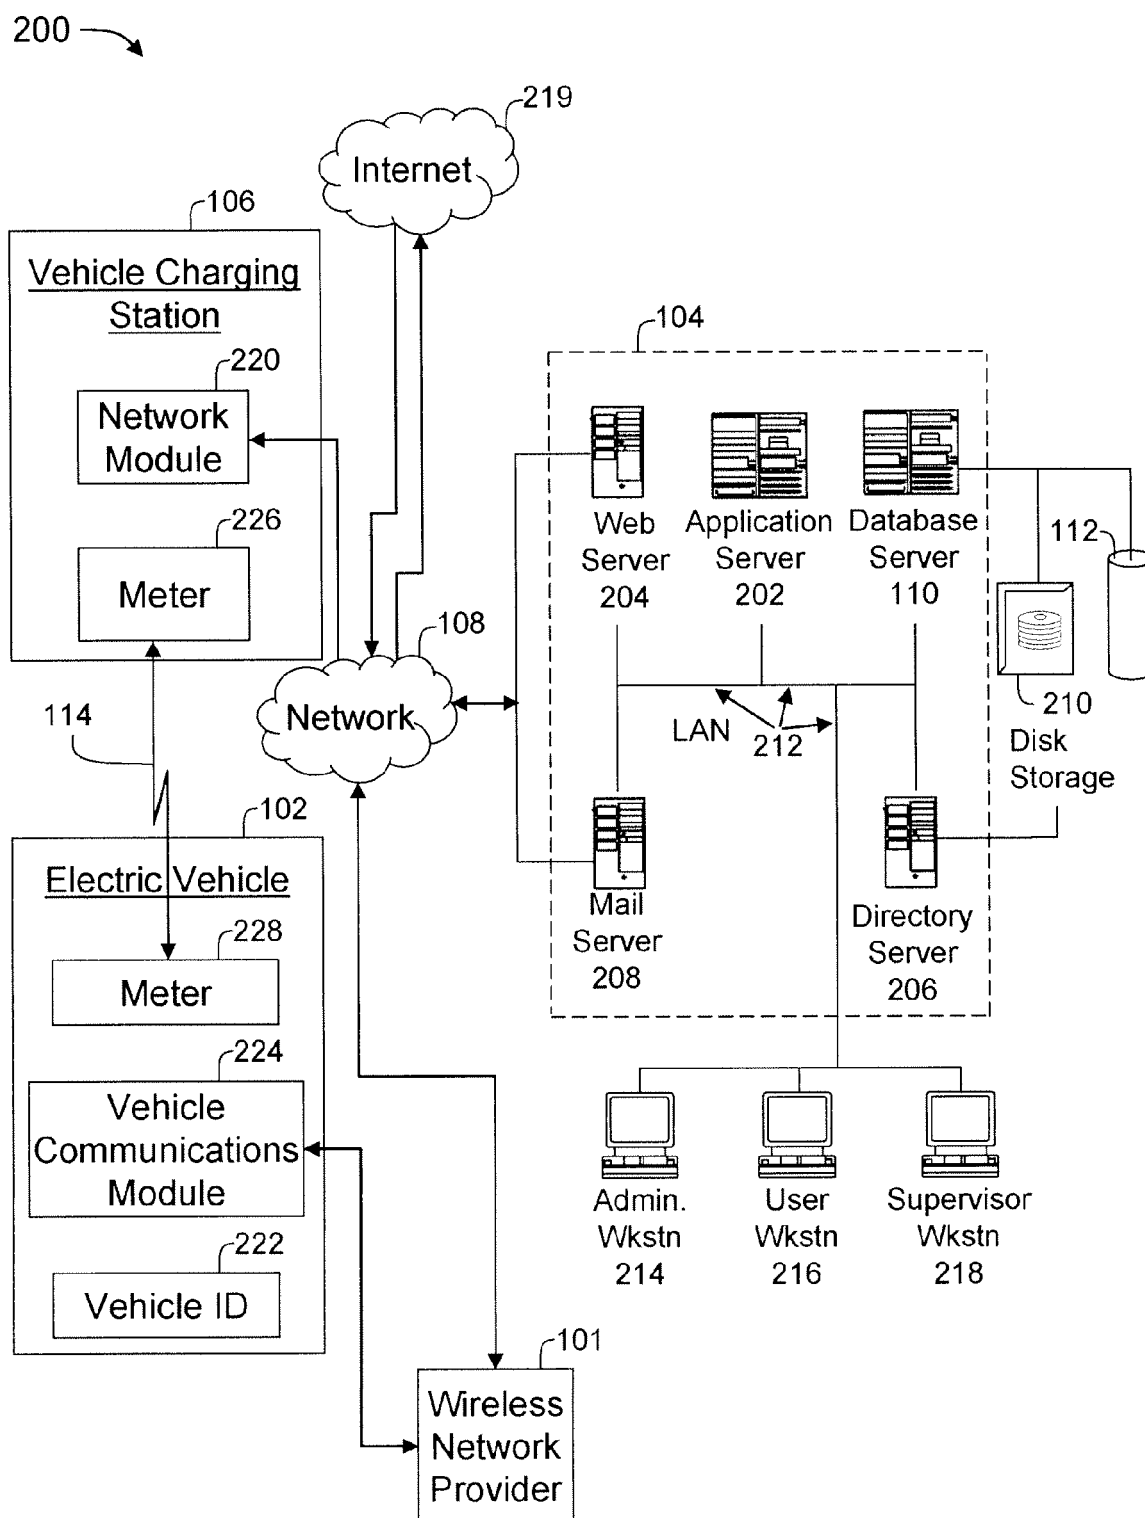 200
219
Internet
106
Vehicle Charging
Station
220
Network
Module
226
Meter
104
Web
Server
204
Application
Server
202
Database
Server
110
112
108
Network
114
LAN
212
210
Disk
Storage
102
Electric Vehicle
228
Meter
224
Vehicle
Communications
Module
222
Vehicle ID
Mail
Server
208
Directory
Server
206
Admin.
Wkstn
214
User
Wkstn
216
Supervisor
Wkstn
218
101
Wireless
Network
Provider